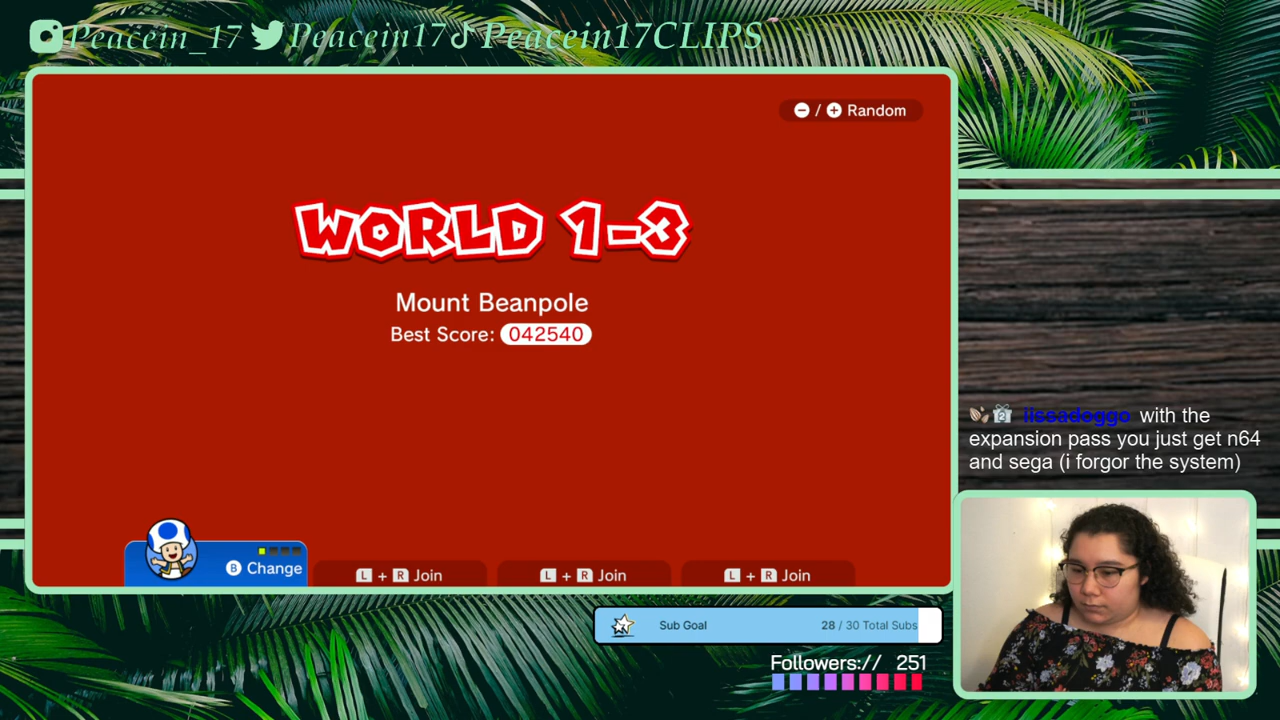 Peacein_17 Peacein17 Peacein17CLIPS
- / + Random
WORLD 1-3
Mount Beanpole
Best Score: 042540
iissadoggo with the
expansion pass you just get n64
and sega (i forgor the system)
B Change
L + R Join
L + R Join
L + R Join
Sub Goal 28 / 30 Total Subs
Followers:// 251